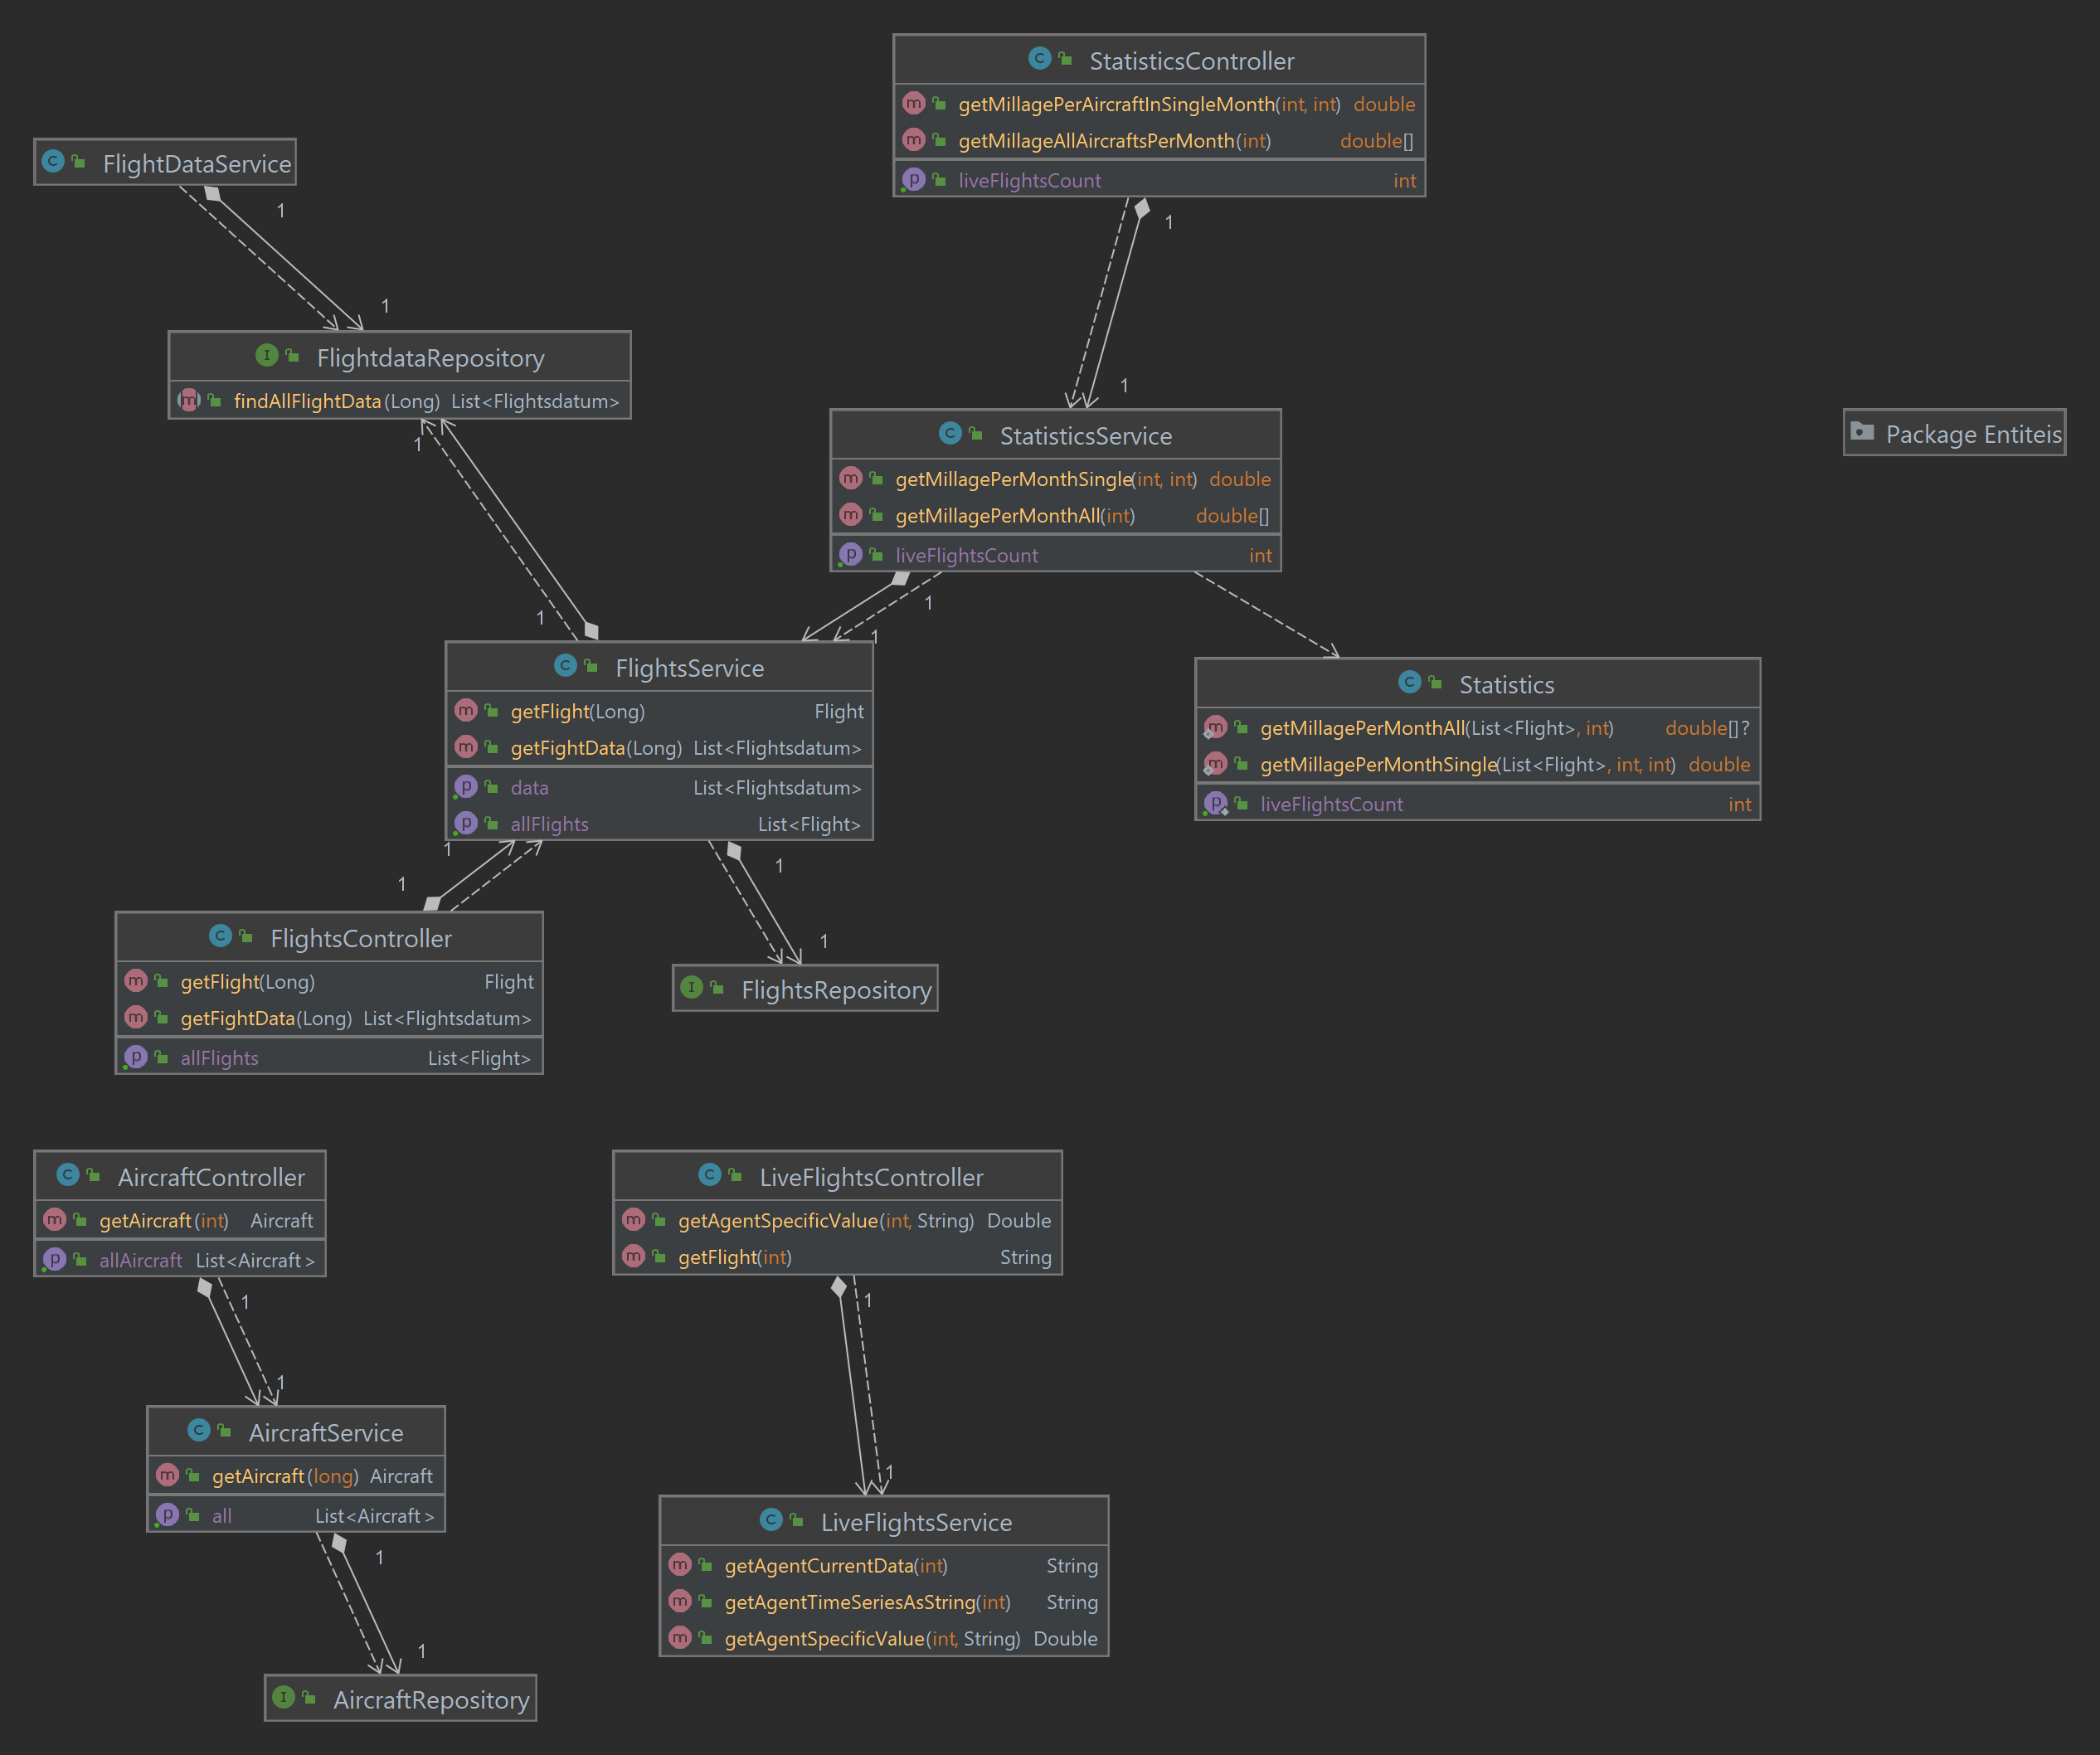 StatisticsController
getMillagePerAircraftInSingleMonth(int, int) double
getMillageAllAircraftsPerMonth(int) double[]
liveFlightsCount int
1
1
FlightDataService
1
1
FlightdataRepository
findAllFlightData(Long) List<Flightsdatum>
1
1
StatisticsService
getMillagePerMonthSingle(int, int) double
getMillagePerMonthAll(int) double[]
liveFlightsCount int
1
1
Package Entiteis
FlightsService
getFlight(Long) Flight
getFightData(Long) List<Flightsdatum>
data List<Flightsdatum>
allFlights List<Flight>
1
1
1
1
Statistics
getMillagePerMonthAll(List<Flight>, int) double[]?
getMillagePerMonthSingle(List<Flight>, int, int) double
liveFlightsCount int
FlightsController
getFlight(Long) Flight
getFightData(Long) List<Flightsdatum>
allFlights List<Flight>
FlightsRepository
AircraftController
getAircraft(int) Aircraft
allAircraft List<Aircraft>
1
1
LiveFlightsController
getAgentSpecificValue(int, String) Double
getFlight(int) String
1
1
AircraftService
getAircraft(long) Aircraft
all List<Aircraft>
1
1
LiveFlightsService
getAgentCurrentData(int) String
getAgentTimeSeriesAsString(int) String
getAgentSpecificValue(int, String) Double
AircraftRepository